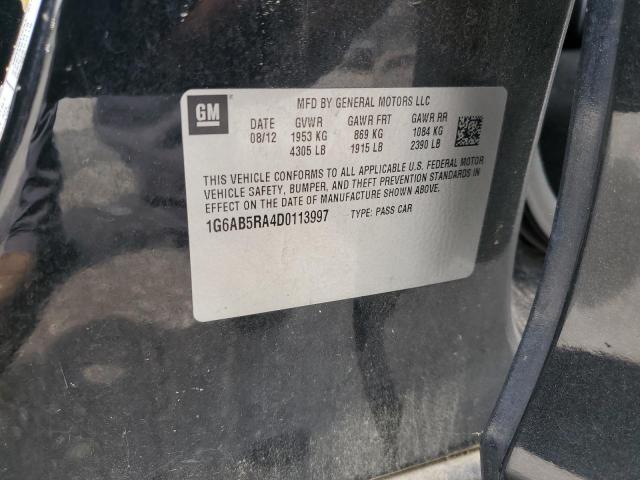 GM
MFD BY GENERAL MOTORS LLC
DATE GVWR GAWR FRT GAWR RR
08/12 1953 KG 869 KG 1084 KG
4305 LB 1915 LB 2390 LB
THIS VEHICLE CONFORMS TO ALL APPLICABLE U.S. FEDERAL MOTOR
VEHICLE SAFETY, BUMPER, AND THEFT PREVENTION STANDARDS IN
EFFECT ON THE DATE OF MANUFACTURE SHOWN ABOVE.
1G6AB5RA4D0113997 TYPE: PASS CAR